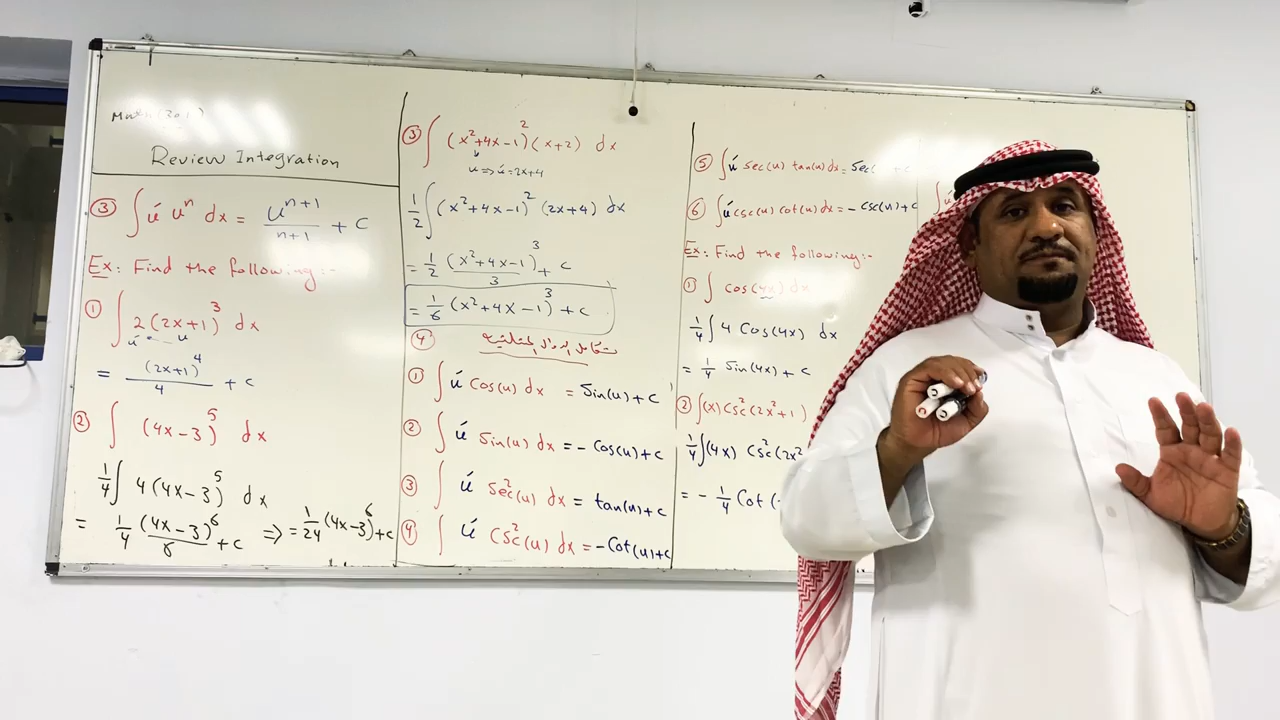 Math (201)
Review Integration
③ ∫ ú uⁿ dx = uⁿ⁺¹/n+1 + c
Ex: Find the following:-
① ∫ 2(2x+1)³ dx
ú u
= (2x+1)⁴/4 + c
② ∫ (4x-3)⁵ dx
1/4 ∫ 4(4x-3)⁵ dx
= 1/4 (4x-3)⁶/6 + c ⇒ = 1/24 (4x-3)⁶ + c
③ ∫ (x²+4x-1)² (x+2) dx
u ⇒ ú = 2x+4
1/2 ∫ (x²+4x-1)² (2x+4) dx
= 1/2 (x²+4x-1)³/3 + c
= 1/6 (x²+4x-1)³ + c
④
① ∫ ú Cos(u) dx = Sin(u)+c
② ∫ ú Sin(u) dx = - Cos(u)+c
③ ∫ ú Sec²(u) dx = tan(u)+c
④ ∫ ú Csc²(u) dx = -Cot(u)+c
⑤ ∫ ú Sec(u) tan(u) dx = Sec
⑥ ∫ ú csc(u) cot(u) dx = - csc(u)+c
Ex: Find the following:-
① ∫ cos(4x) dx
1/4 ∫ 4 Cos(4x) dx
= 1/4 Sin(4x) + c
② ∫ (x) Csc²(2x²+1)
1/4 ∫ (4x) Csc²(2x²
= - 1/4 Cot (